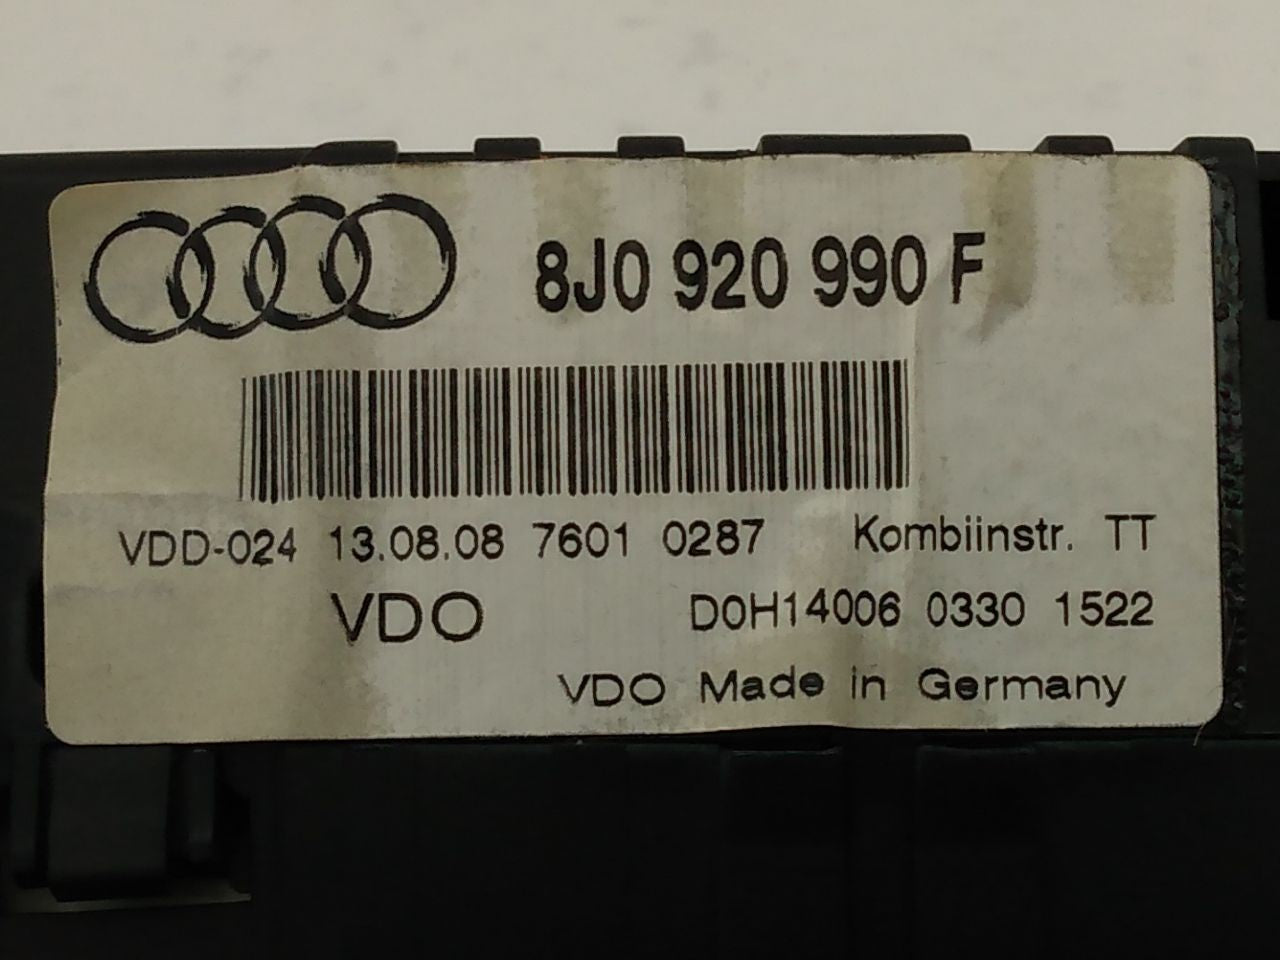 8J0 920 990 F
VDD-024 13.08.08 7601 0287 Kombiinstr. TT
VDO D0H14006 0330 1522
VDO Made in Germany